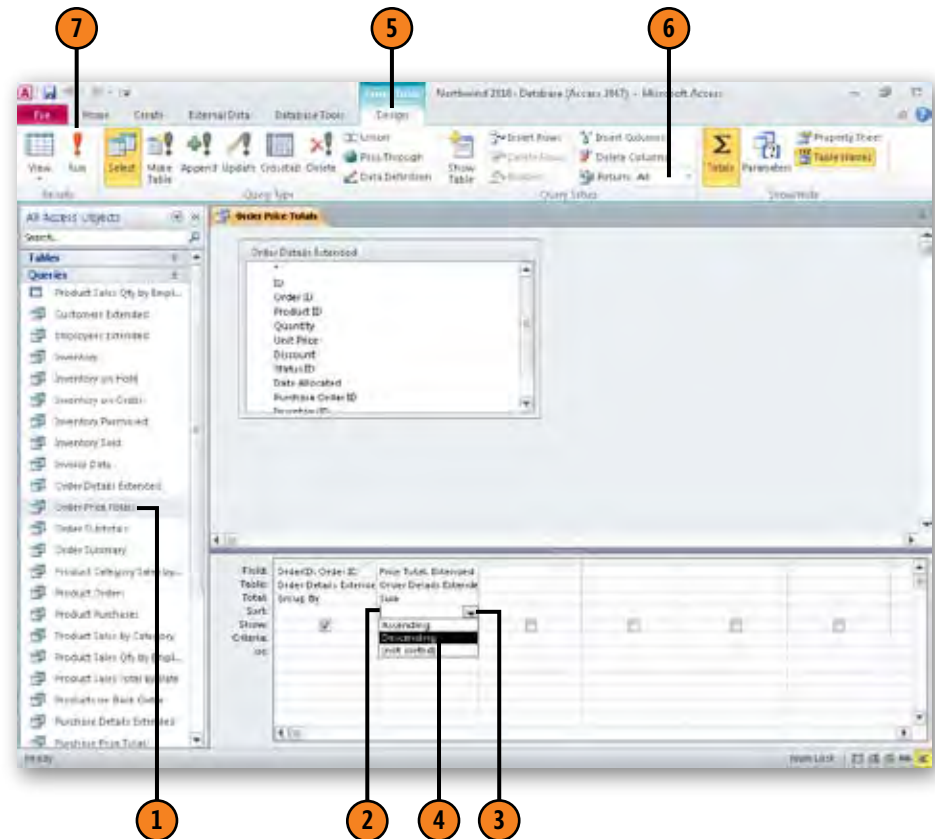 7 5 6
Northwind 2010 : Database (Access 2007) - Microsoft Access
File Home Create External Data Database Tools Design
View Run Select Make Table Append Update Crosstab Delete
Union
Pass-Through
Data Definition
Show Table
Insert Rows
Delete Rows
Builder
Insert Columns
Delete Columns
Return: All
Totals Parameters
Property Sheet
Table Names
Results Query Type Query Setup Show/Hide
All Access Objects
Search...
Tables
Queries
Product Sales Qty by Empl...
Customers Extended
Employees Extended
Inventory
Inventory on Hold
Inventory on Order
Inventory Purchased
Inventory Sold
Invoice Data
Order Details Extended
Order Price Totals
Order Subtotals
Order Summary
Product Category Sales by...
Product Orders
Product Purchases
Product Sales by Category
Product Sales Qty by Empl...
Product Sales Total by Date
Products on Back Order
Purchase Details Extended
Purchase Price Totals
Order Price Totals
Order Details Extended
*
ID
Order ID
Product ID
Quantity
Unit Price
Discount
Status ID
Date Allocated
Purchase Order ID
Inventory ID
Field: OrderID: Order ID Price Total: Extended
Table: Order Details Extende Order Details Extende
Total: Group By Sum
Sort:
Show: Ascending
Criteria: Descending
or: (not sorted)
Ready
Num Lock
SQL
1 2 4 3